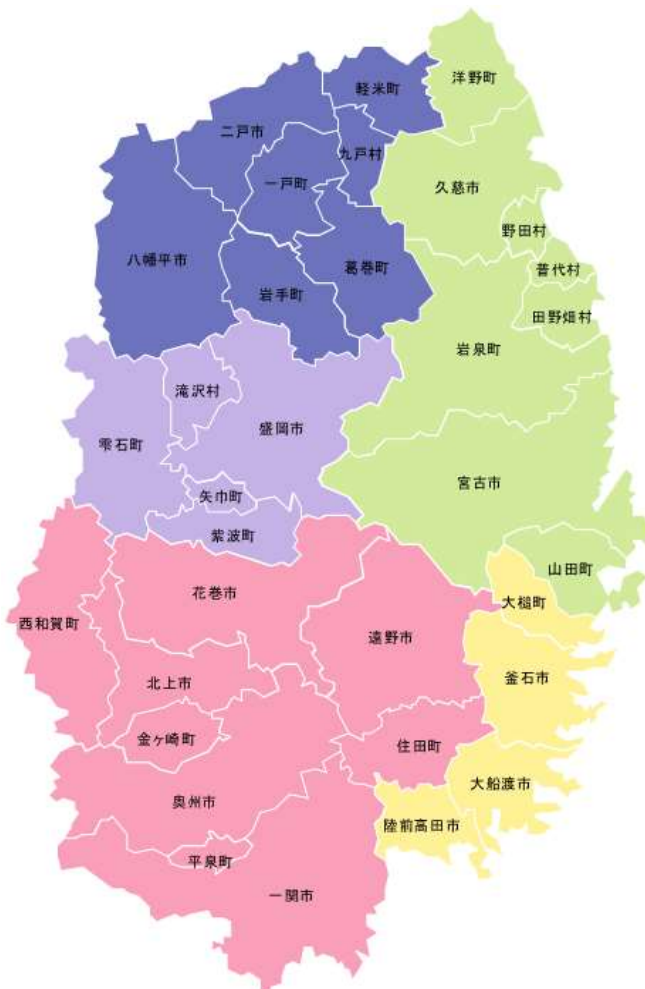 洋野町
軽米町
二戸市
九戸村
一戸町
久慈市
野田村
八幡平市
葛巻町
普代村
岩手町
田野畑村
岩泉町
滝沢村
盛岡市
雫石町
宮古市
矢巾町
紫波町
山田町
花巻市
大槌町
西和賀町
遠野市
釜石市
北上市
金ヶ崎町
住田町
大船渡市
奥州市
陸前高田市
平泉町
一関市